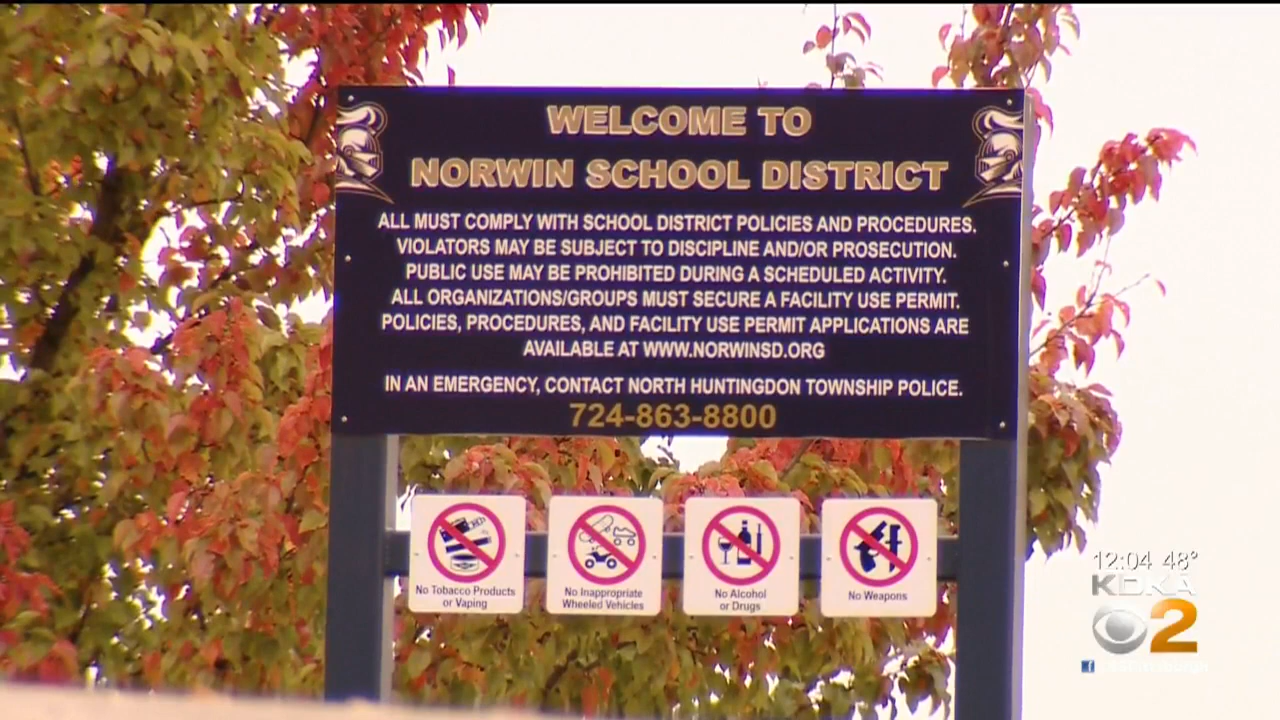 WELCOME TO
NORWIN SCHOOL DISTRICT
ALL MUST COMPLY WITH SCHOOL DISTRICT POLICIES AND PROCEDURES.
VIOLATORS MAY BE SUBJECT TO DISCIPLINE AND/OR PROSECUTION.
PUBLIC USE MAY BE PROHIBITED DURING A SCHEDULED ACTIVITY.
ALL ORGANIZATIONS/GROUPS MUST SECURE A FACILITY USE PERMIT.
POLICIES, PROCEDURES, AND FACILITY USE PERMIT APPLICATIONS ARE
AVAILABLE AT WWW.NORWINSD.ORG
IN AN EMERGENCY, CONTACT NORTH HUNTINGDON TOWNSHIP POLICE.
724-863-8800
No Tobacco Products
or Vaping
No Inappropriate
Wheeled Vehicles
No Alcohol
or Drugs
No Weapons
12:04 48°
KDKA
2